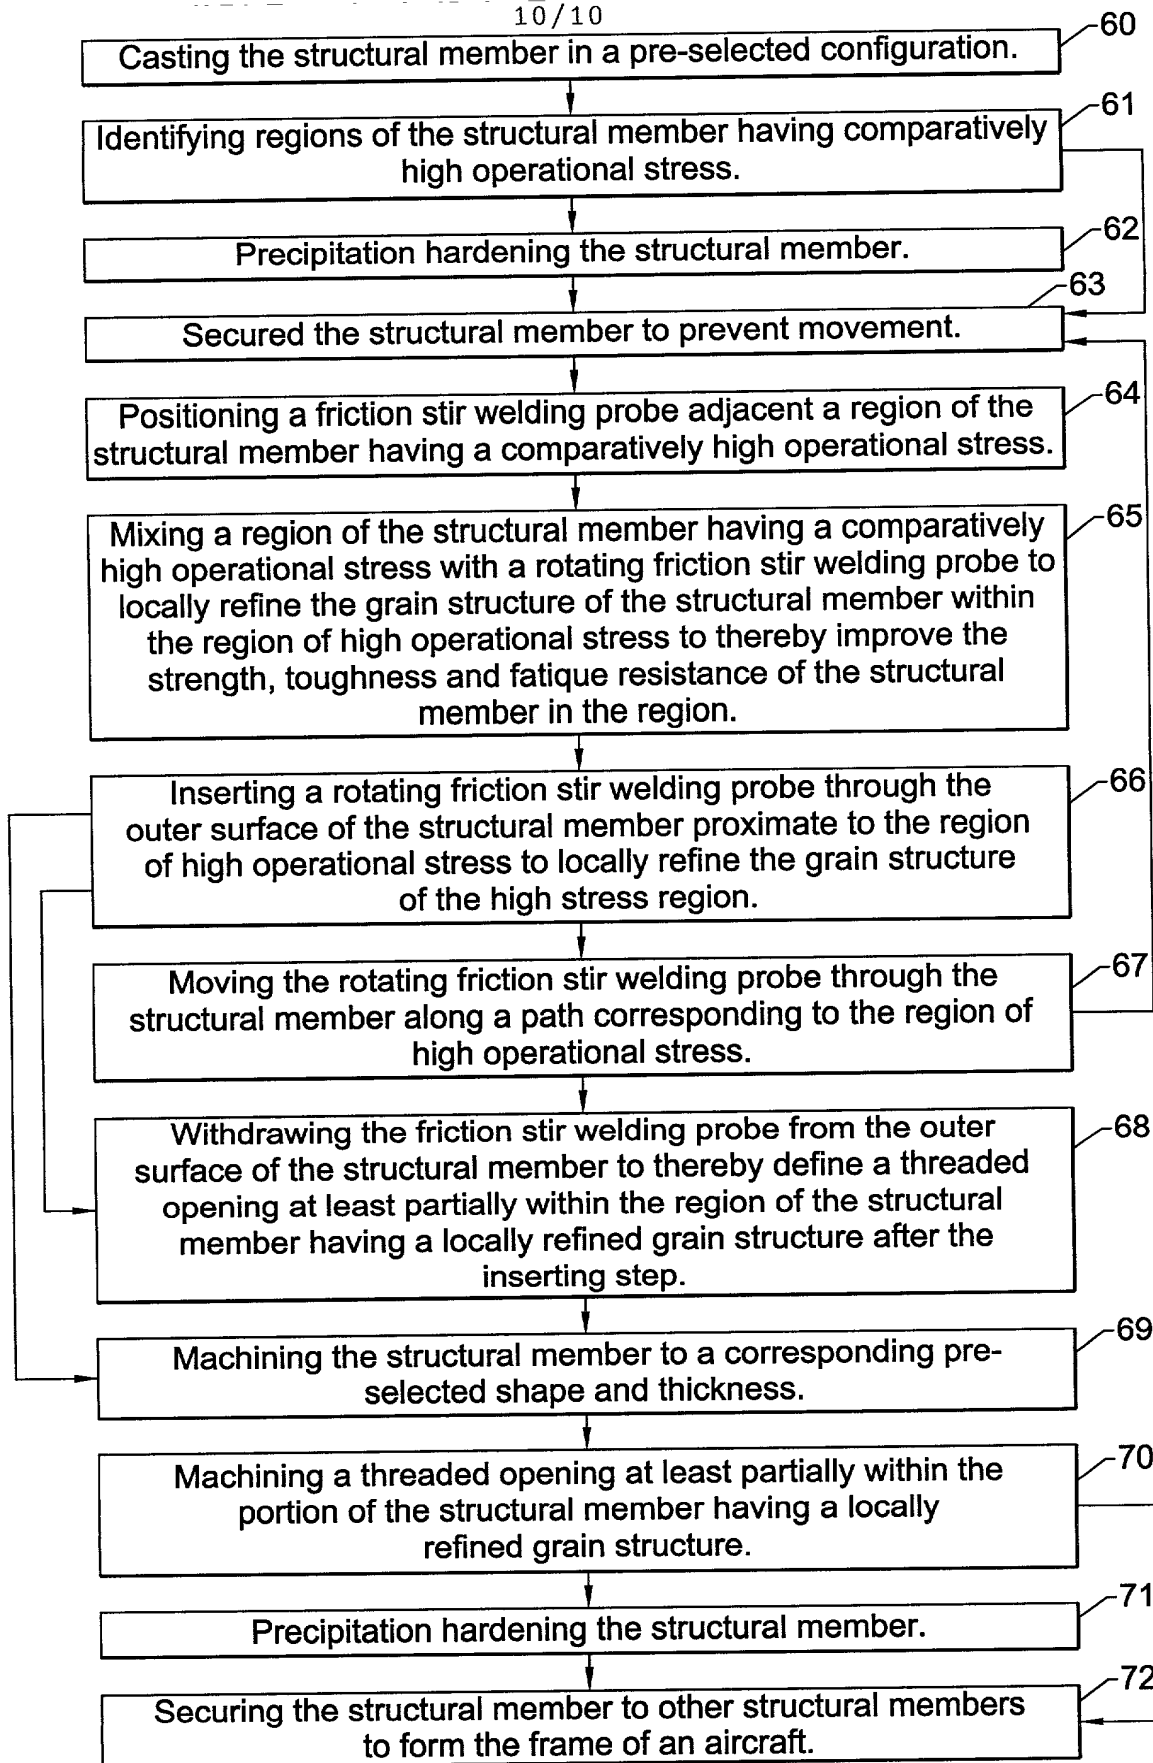 10/10
60
Casting the structural member in a pre-selected configuration.
61
Identifying regions of the structural member having comparatively
high operational stress.
62
Precipitation hardening the structural member.
63
Secured the structural member to prevent movement.
64
Positioning a friction stir welding probe adjacent a region of the
structural member having a comparatively high operational stress.
65
Mixing a region of the structural member having a comparatively
high operational stress with a rotating friction stir welding probe to
locally refine the grain structure of the structural member within
the region of high operational stress to thereby improve the
strength, toughness and fatique resistance of the structural
member in the region.
66
Inserting a rotating friction stir welding probe through the
outer surface of the structural member proximate to the region
of high operational stress to locally refine the grain structure
of the high stress region.
67
Moving the rotating friction stir welding probe through the
structural member along a path corresponding to the region of
high operational stress.
68
Withdrawing the friction stir welding probe from the outer
surface of the structural member to thereby define a threaded
opening at least partially within the region of the structural
member having a locally refined grain structure after the
inserting step.
69
Machining the structural member to a corresponding pre-
selected shape and thickness.
70
Machining a threaded opening at least partially within the
portion of the structural member having a locally
refined grain structure.
71
Precipitation hardening the structural member.
72
Securing the structural member to other structural members
to form the frame of an aircraft.